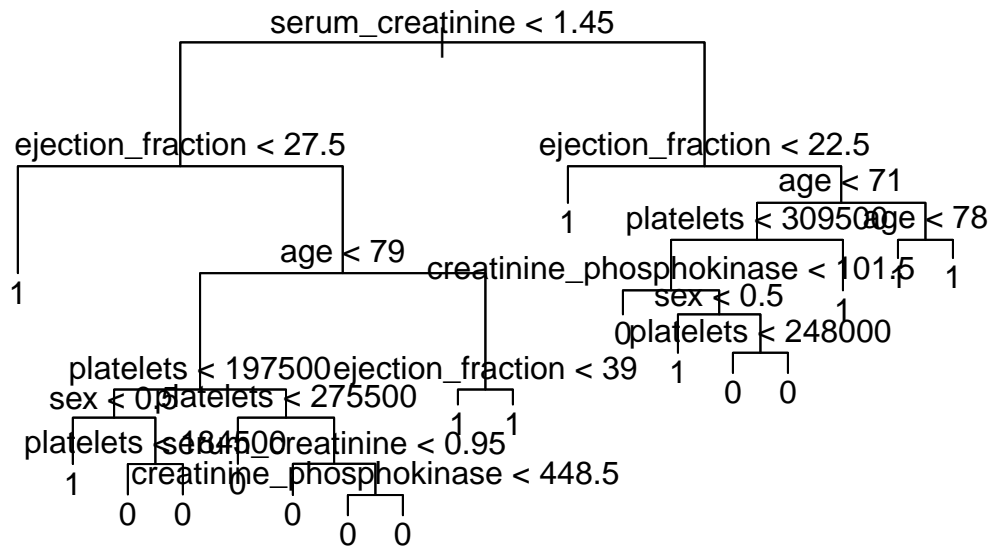 serum_creatinine < 1.45
ejection_fraction < 27.5
ejection_fraction < 22.5
age < 71
platelets < 309500
age < 78
1
age < 79
creatinine_phosphokinase < 101.5
1
1
1
sex < 0.5
1
0
platelets < 248000
platelets < 197500
ejection_fraction < 39
1
0
0
sex < 0.5
platelets < 275500
1
1
platelets < 184500
serum_creatinine < 0.95
1
0
creatinine_phosphokinase < 448.5
0
0
0
0
0